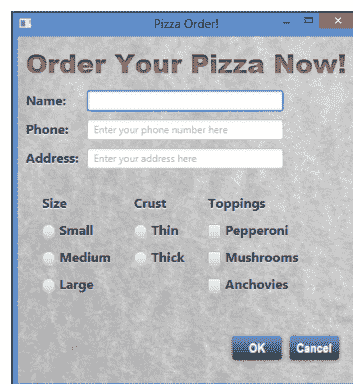 Pizza Order!
Order Your Pizza Now!
Name:
Phone: Enter your phone number here
Address: Enter your address here
Size Crust Toppings
Small Thin Pepperoni
Medium Thick Mushrooms
Large Anchovies
OK Cancel